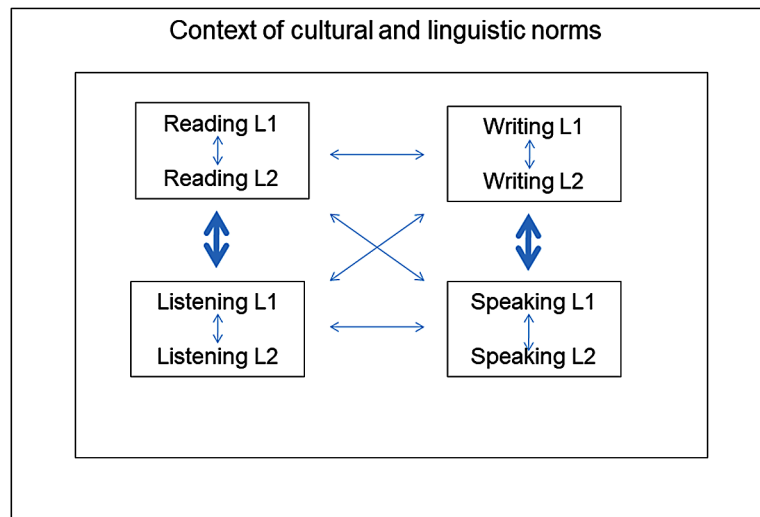 Context of cultural and linguistic norms
Reading L1
Reading L2
Writing L1
Writing L2
Listening L1
Listening L2
Speaking L1
Speaking L2